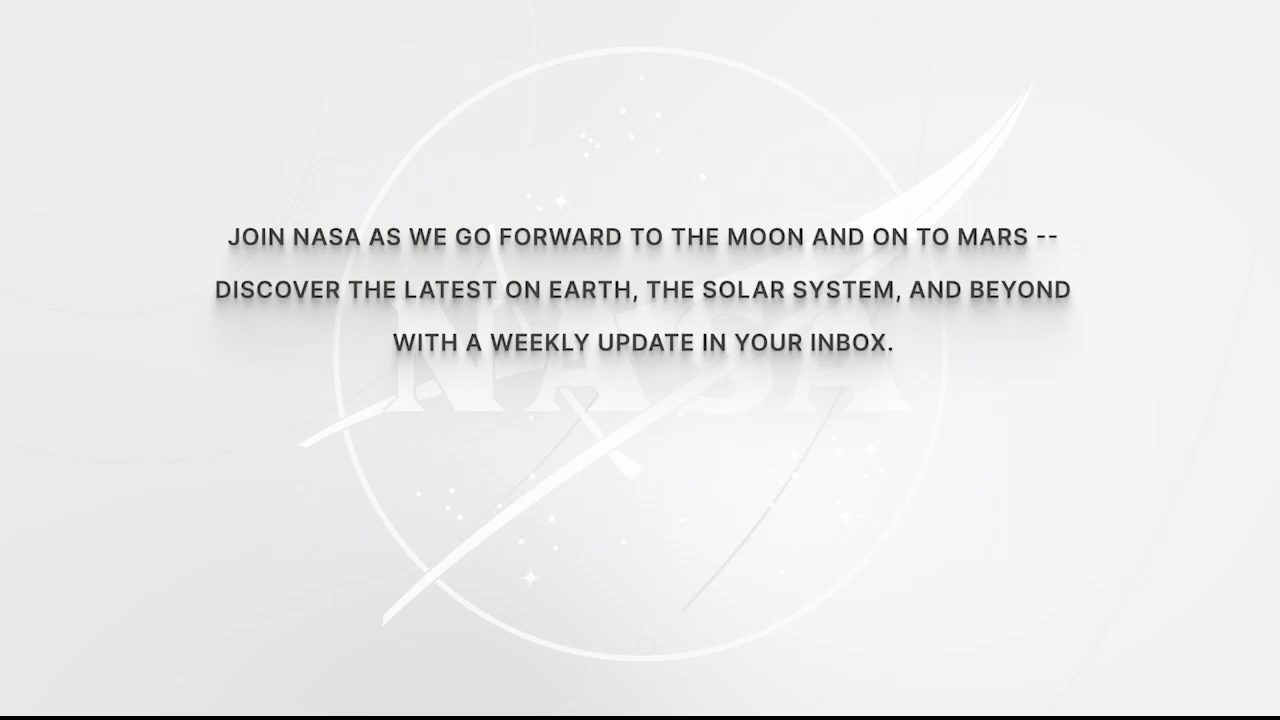 JOIN NASA AS WE GO FORWARD TO THE MOON AND ON TO MARS --
DISCOVER THE LATEST ON EARTH, THE SOLAR SYSTEM, AND BEYOND
WITH A WEEKLY UPDATE IN YOUR INBOX.
NASA